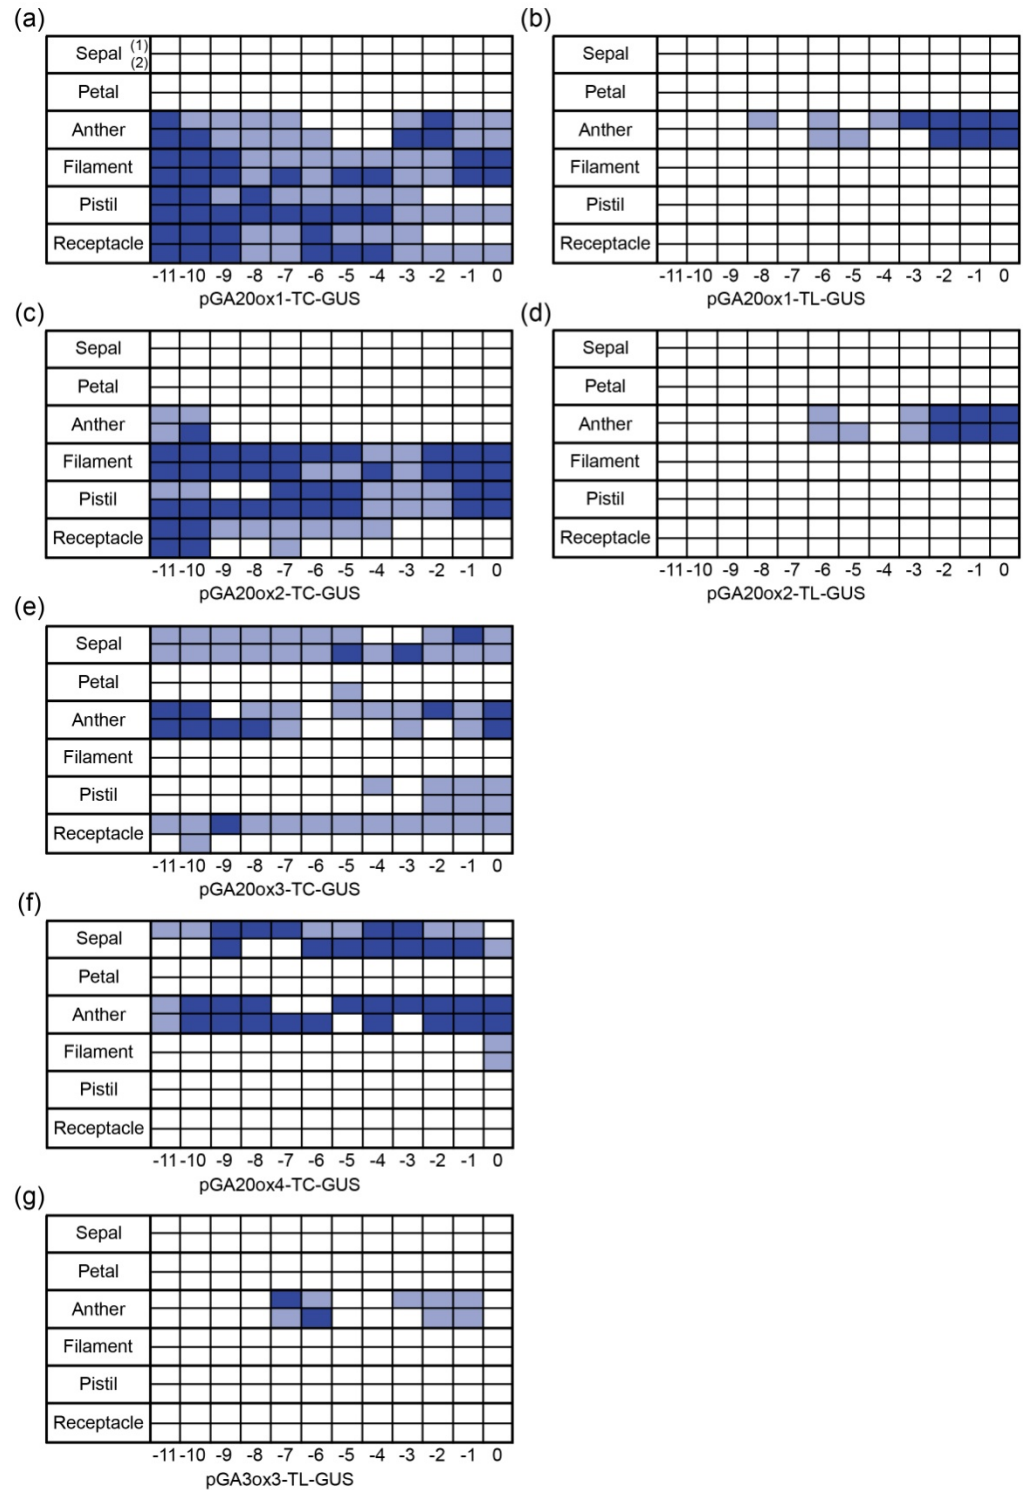 (a)
Sepal (1)
(2)
Petal
Anther
Filament
Pistil
Receptacle
-11 -10 -9 -8 -7 -6 -5 -4 -3 -2 -1 0
pGA20ox1-TC-GUS
(b)
Sepal
Petal
Anther
Filament
Pistil
Receptacle
-11 -10 -9 -8 -7 -6 -5 -4 -3 -2 -1 0
pGA20ox1-TL-GUS
(c)
Sepal
Petal
Anther
Filament
Pistil
Receptacle
-11 -10 -9 -8 -7 -6 -5 -4 -3 -2 -1 0
pGA20ox2-TC-GUS
(d)
Sepal
Petal
Anther
Filament
Pistil
Receptacle
-11 -10 -9 -8 -7 -6 -5 -4 -3 -2 -1 0
pGA20ox2-TL-GUS
(e)
Sepal
Petal
Anther
Filament
Pistil
Receptacle
-11 -10 -9 -8 -7 -6 -5 -4 -3 -2 -1 0
pGA20ox3-TC-GUS
(f)
Sepal
Petal
Anther
Filament
Pistil
Receptacle
-11 -10 -9 -8 -7 -6 -5 -4 -3 -2 -1 0
pGA20ox4-TC-GUS
(g)
Sepal
Petal
Anther
Filament
Pistil
Receptacle
-11 -10 -9 -8 -7 -6 -5 -4 -3 -2 -1 0
pGA3ox3-TL-GUS